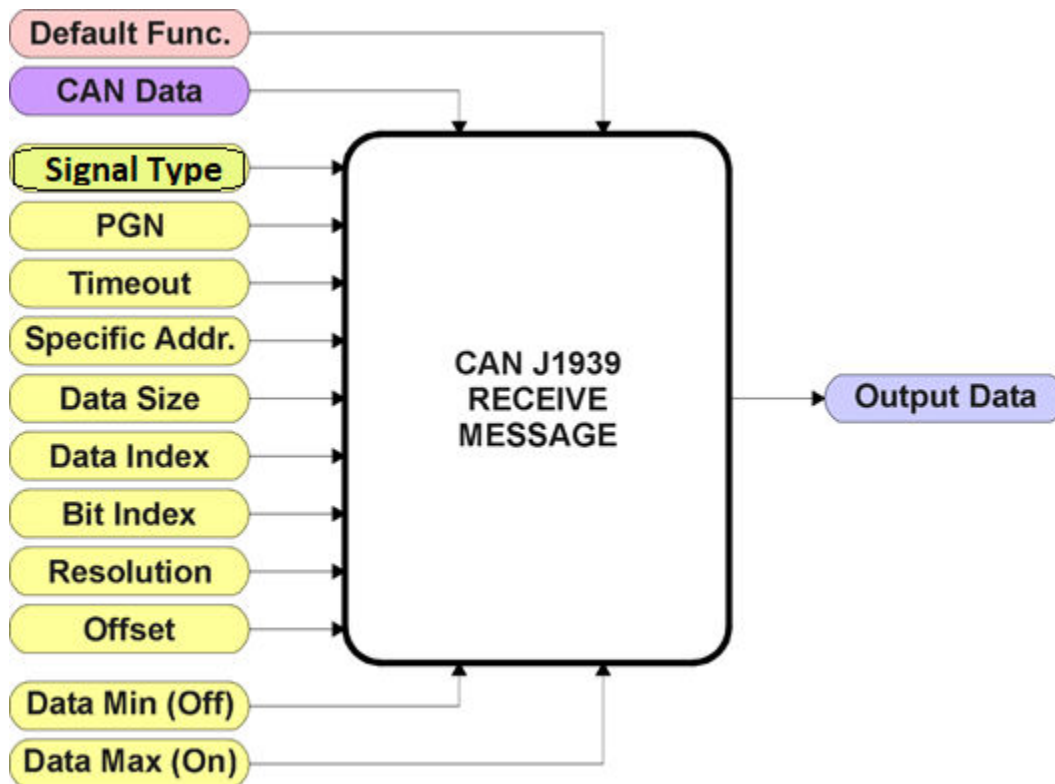 Default Func.
CAN Data
Signal Type
PGN
Timeout
Specific Addr.
Data Size
Data Index
Bit Index
Resolution
Offset
Data Min (Off)
Data Max (On)
CAN J1939
RECEIVE
MESSAGE
Output Data